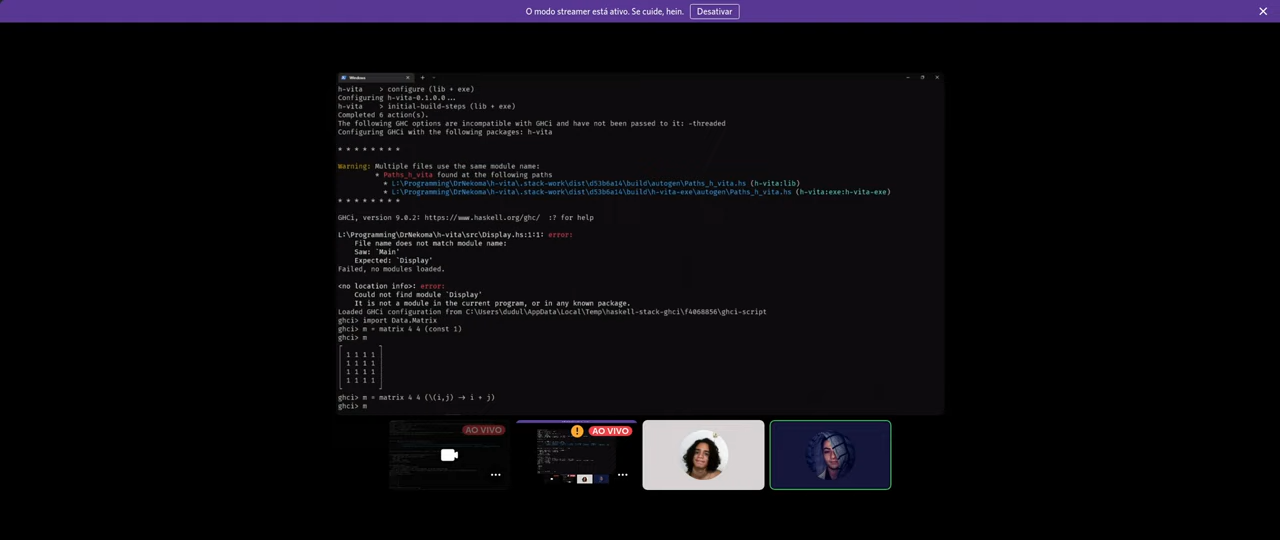 O modo streamer está ativo. Se cuide, hein. Desativar
Windows
h-vita > configure (lib + exe)
Configuring h-vita-0.1.0.0...
h-vita > initial-build-steps (lib + exe)
Completed 6 action(s).
The following GHC options are incompatible with GHCi and have not been passed to it: -threaded
Configuring GHCi with the following packages: h-vita
* * * * * * * *
Warning: Multiple files use the same module name:
* Paths_h_vita found at the following paths
* L:\Programming\DrNekoma\h-vita\.stack-work\dist\d53b6a14\build\autogen\Paths_h_vita.hs (h-vita:lib)
* L:\Programming\DrNekoma\h-vita\.stack-work\dist\d53b6a14\build\h-vita-exe\autogen\Paths_h_vita.hs (h-vita:exe:h-vita-exe)
* * * * * * * *
GHCi, version 9.0.2: https://www.haskell.org/ghc/ :? for help
L:\Programming\DrNekoma\h-vita\src\Display.hs:1:1: error:
File name does not match module name:
Saw: `Main'
Expected: `Display'
Failed, no modules loaded.
<no location info>: error:
Could not find module `Display'
It is not a module in the current program, or in any known package.
Loaded GHCi configuration from C:\Users\dudul\AppData\Local\Temp\haskell-stack-ghci\f4068856\ghci-script
ghci> import Data.Matrix
ghci> m = matrix 4 4 (const 1)
ghci> m
1 1 1 1
1 1 1 1
1 1 1 1
1 1 1 1
ghci> m = matrix 4 4 (\(i,j) -> i + j)
ghci> m
AO VIVO
! AO VIVO